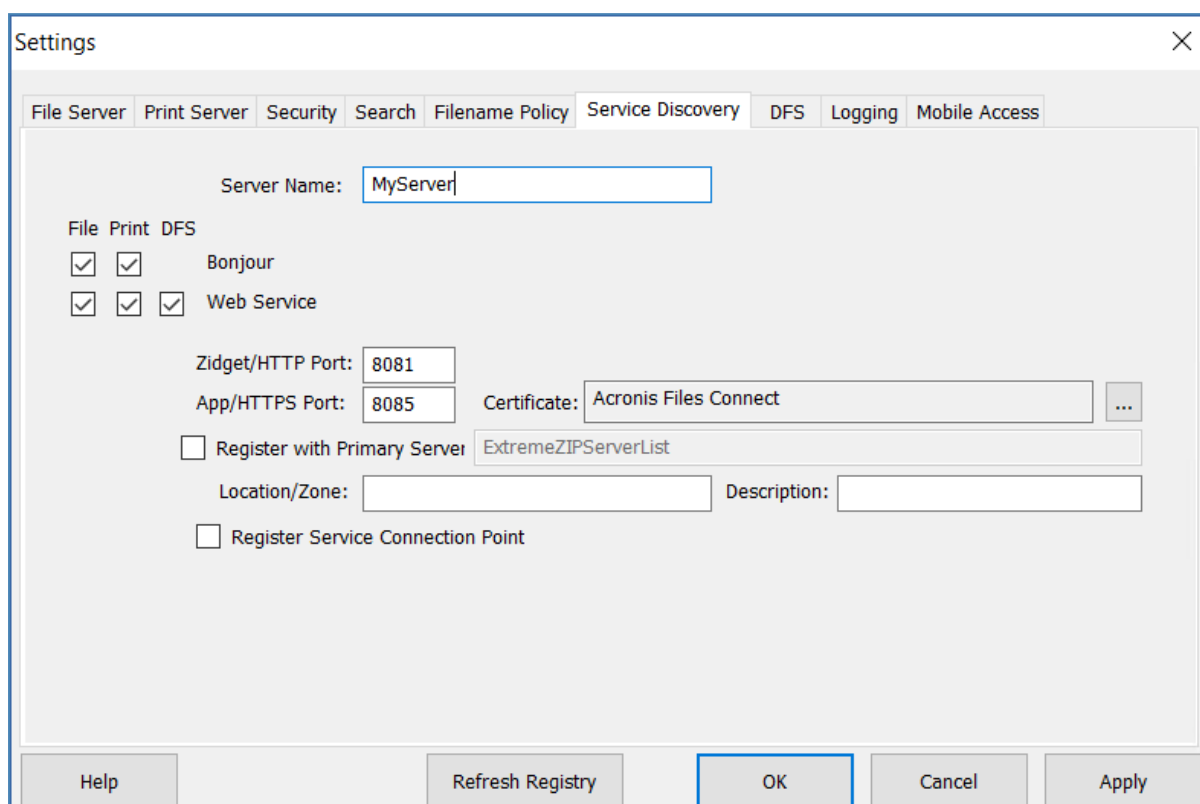 Settings
File Server Print Server Security Search Filename Policy Service Discovery DFS Logging Mobile Access
Server Name: MyServer
File Print DFS
Bonjour
Web Service
Zidget/HTTP Port: 8081
App/HTTPS Port: 8085 Certificate: Acronis Files Connect ...
Register with Primary Server ExtremeZIPServerList
Location/Zone: Description:
Register Service Connection Point
Help Refresh Registry OK Cancel Apply